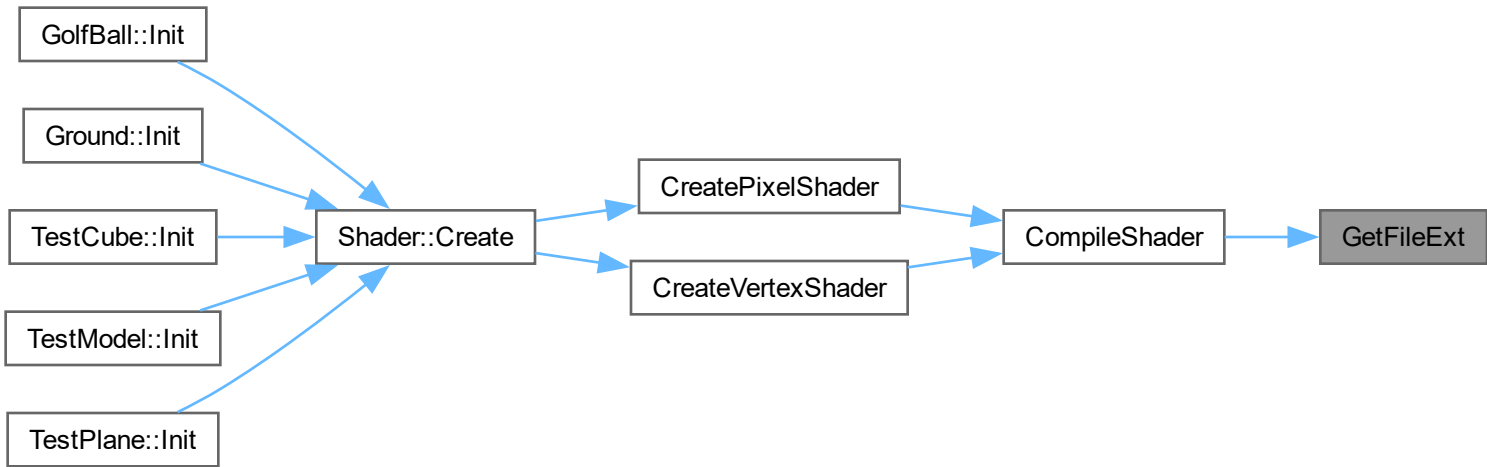 GolfBall::Init
Ground::Init
TestCube::Init
TestModel::Init
TestPlane::Init
Shader::Create
CreatePixelShader
CreateVertexShader
CompileShader
GetFileExt